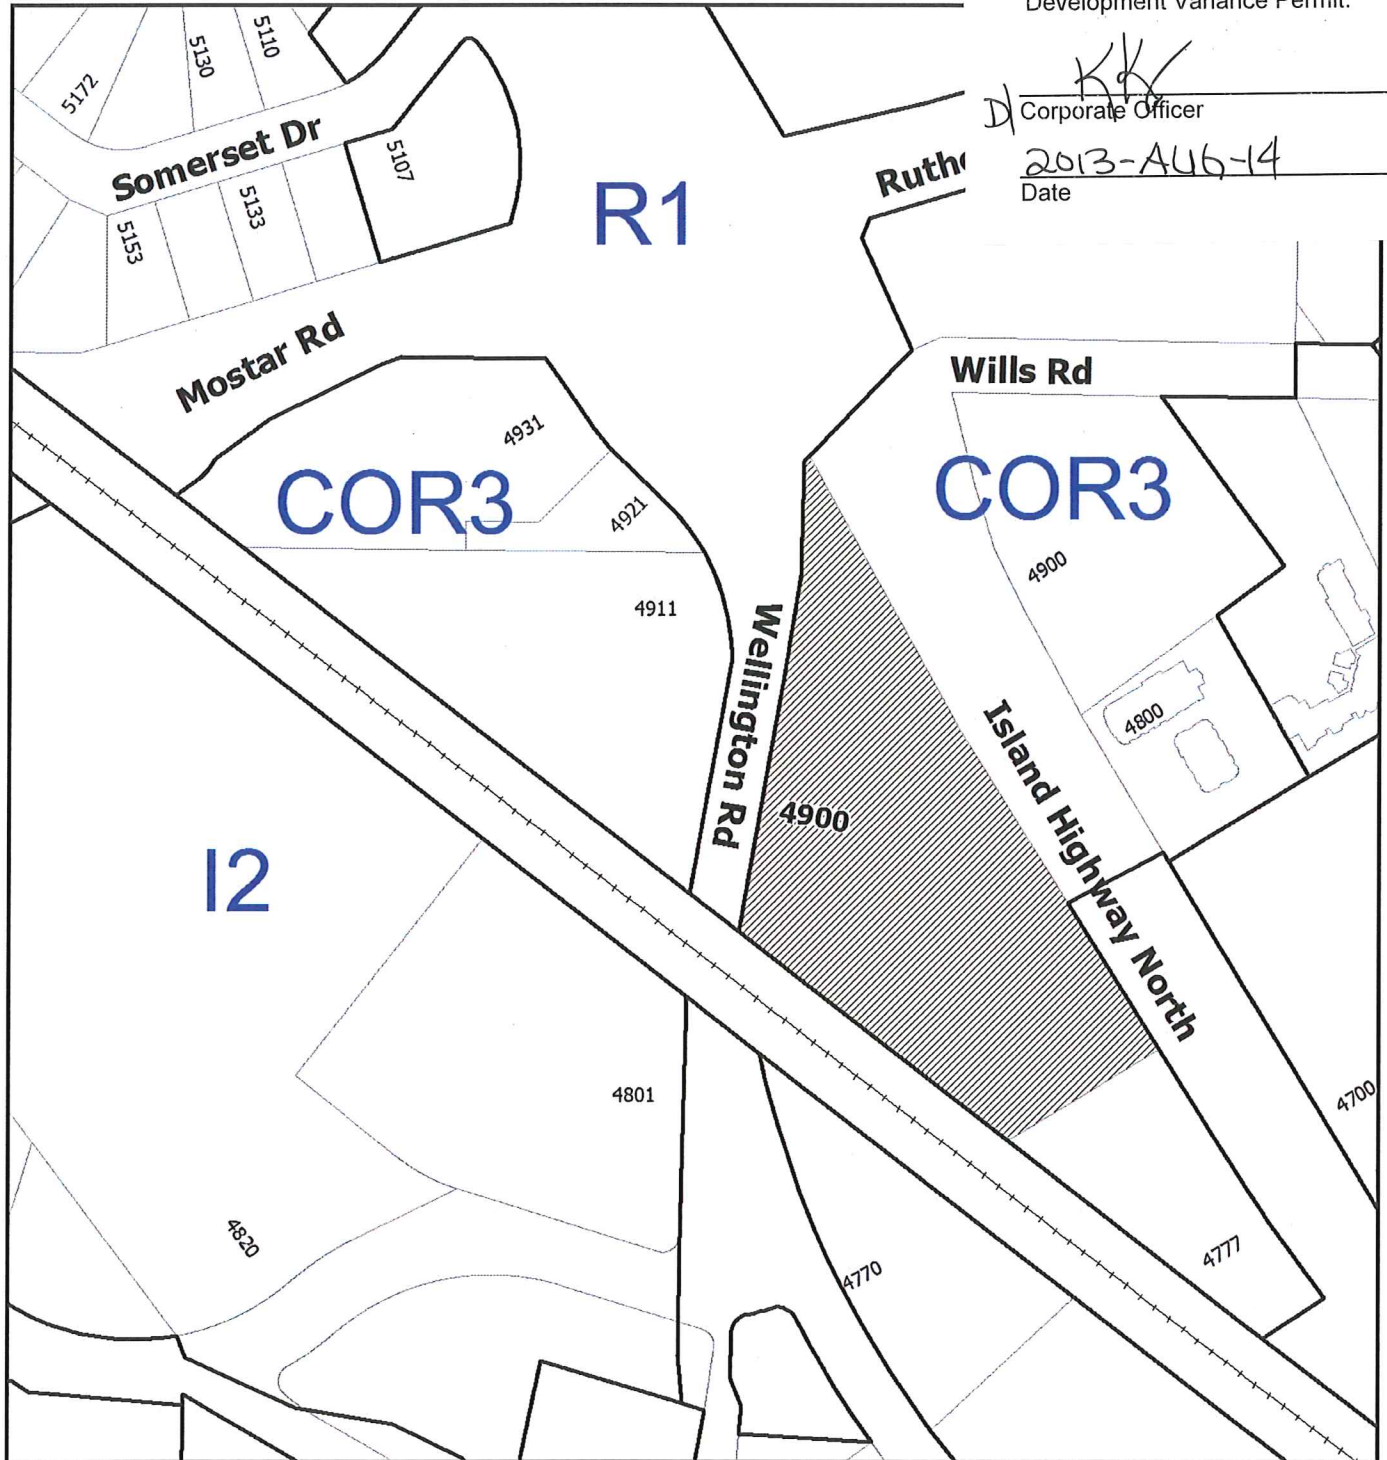 Development Variance Permit.
KK
D/ Corporate Officer
2013-AUG-14
Date
5172
5130
5110
Somerset Dr
5107
5153
5133
R1
Mostar Rd
Wills Rd
4931
COR3
4921
COR3
4900
4911
Wellington Rd
4800
4900
Island Highway North
I2
4801
4700
4820
4770
4777